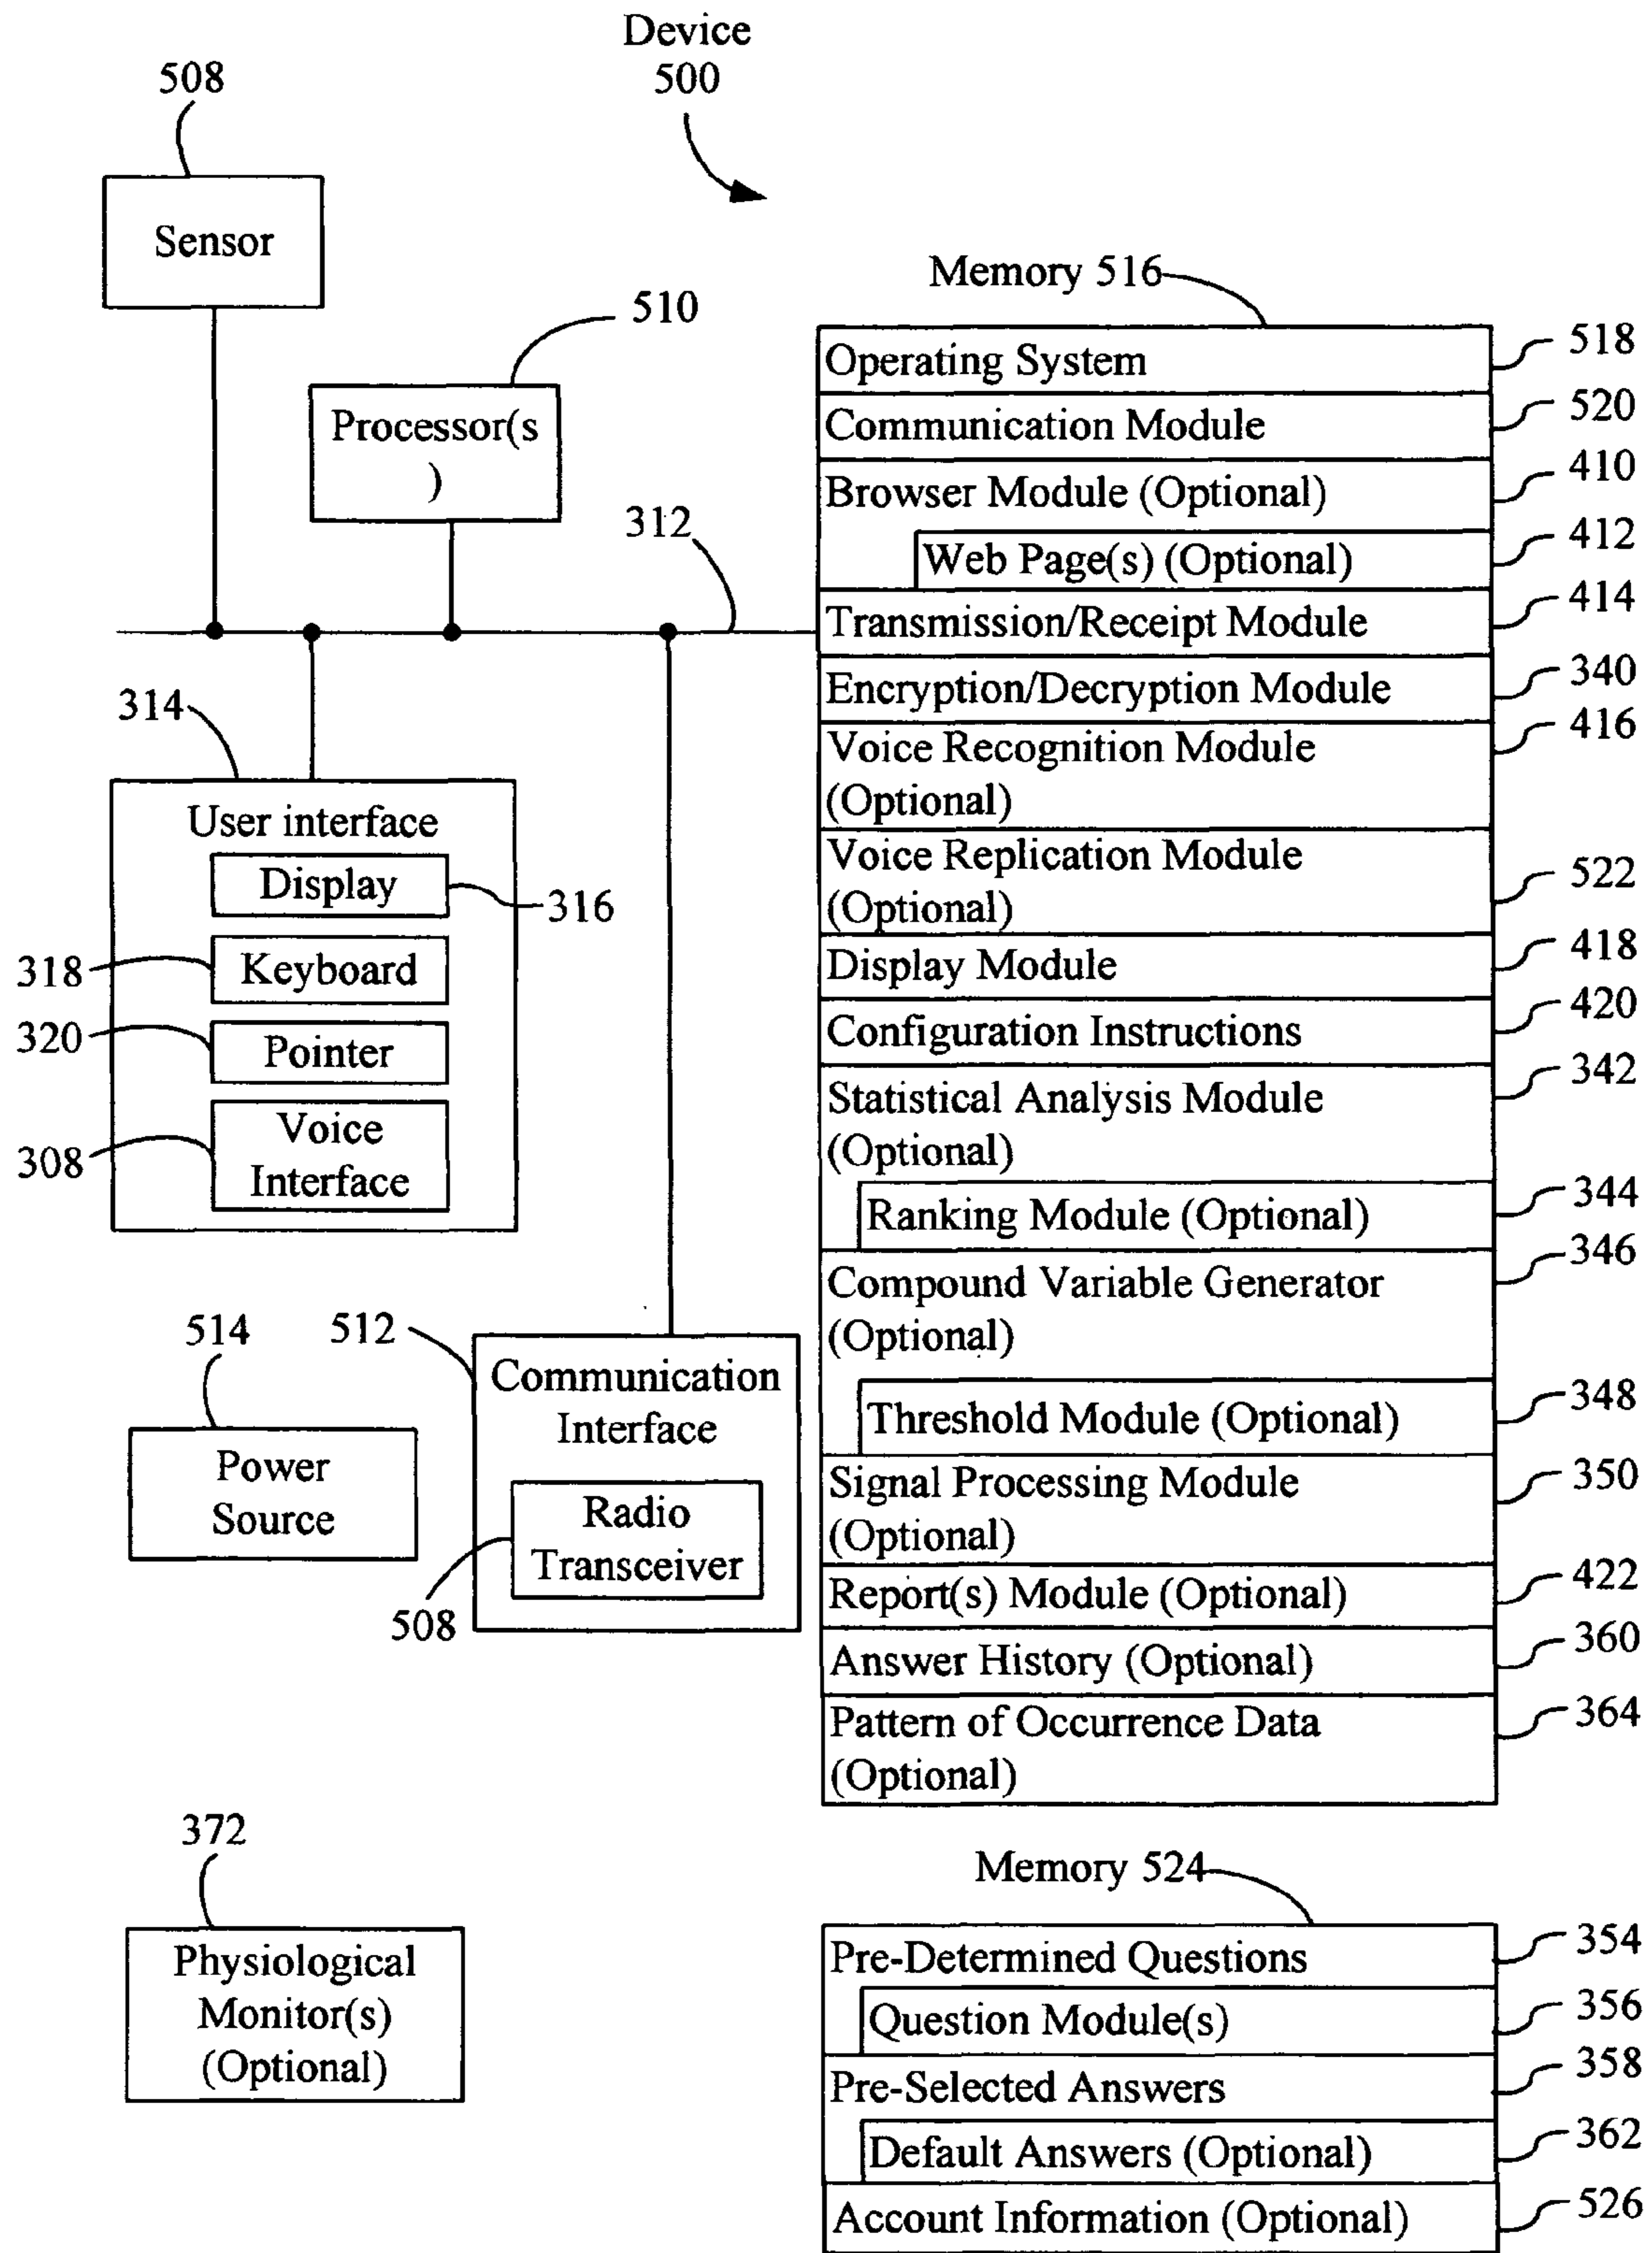 Device
500
508
Sensor
510
Processor(s
)
312
314
User interface
Display
316
318
Keyboard
320
Pointer
308
Voice
Interface
514
Power
Source
512
Communication
Interface
Radio
Transceiver
508
372
Physiological
Monitor(s)
(Optional)
Memory 516
Operating System
518
Communication Module
520
Browser Module (Optional)
410
Web Page(s) (Optional)
412
Transmission/Receipt Module
414
Encryption/Decryption Module
340
Voice Recognition Module
(Optional)
416
Voice Replication Module
(Optional)
522
Display Module
418
Configuration Instructions
420
Statistical Analysis Module
(Optional)
342
Ranking Module (Optional)
344
Compound Variable Generator
(Optional)
346
Threshold Module (Optional)
348
Signal Processing Module
(Optional)
350
Report(s) Module (Optional)
422
Answer History (Optional)
360
Pattern of Occurrence Data
(Optional)
364
Memory 524
Pre-Determined Questions
354
Question Module(s)
356
Pre-Selected Answers
358
Default Answers (Optional)
362
Account Information (Optional)
526